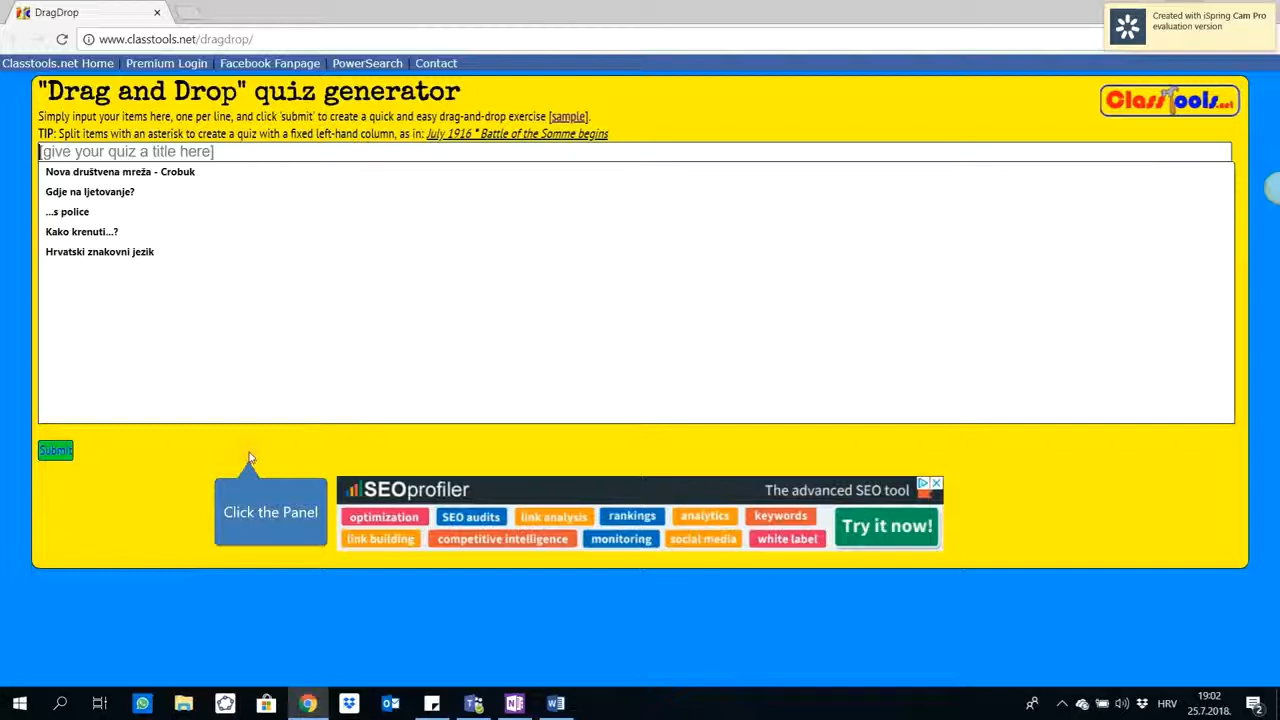 DragDrop
Created with iSpring Cam Pro
evaluation version
www.classtools.net/dragdrop/
Classtools.net Home | Premium Login | Facebook Fanpage | PowerSearch | Contact
"Drag and Drop" quiz generator
ClassTools.net
Simply input your items here, one per line, and click 'submit' to create a quick and easy drag-and-drop exercise [sample].
TIP: Split items with an asterisk to create a quiz with a fixed left-hand column, as in: July 1916 * Battle of the Somme begins
[give your quiz a title here]
Nova društvena mreža - Crobuk
Gdje na ljetovanje?
...s police
Kako krenuti...?
Hrvatski znakovni jezik
Submit
Click the Panel
SEOprofiler
The advanced SEO tool
optimization SEO audits link analysis rankings analytics keywords
link building competitive intelligence monitoring social media white label
Try it now!
HRV
19:02
25.7.2018.
2